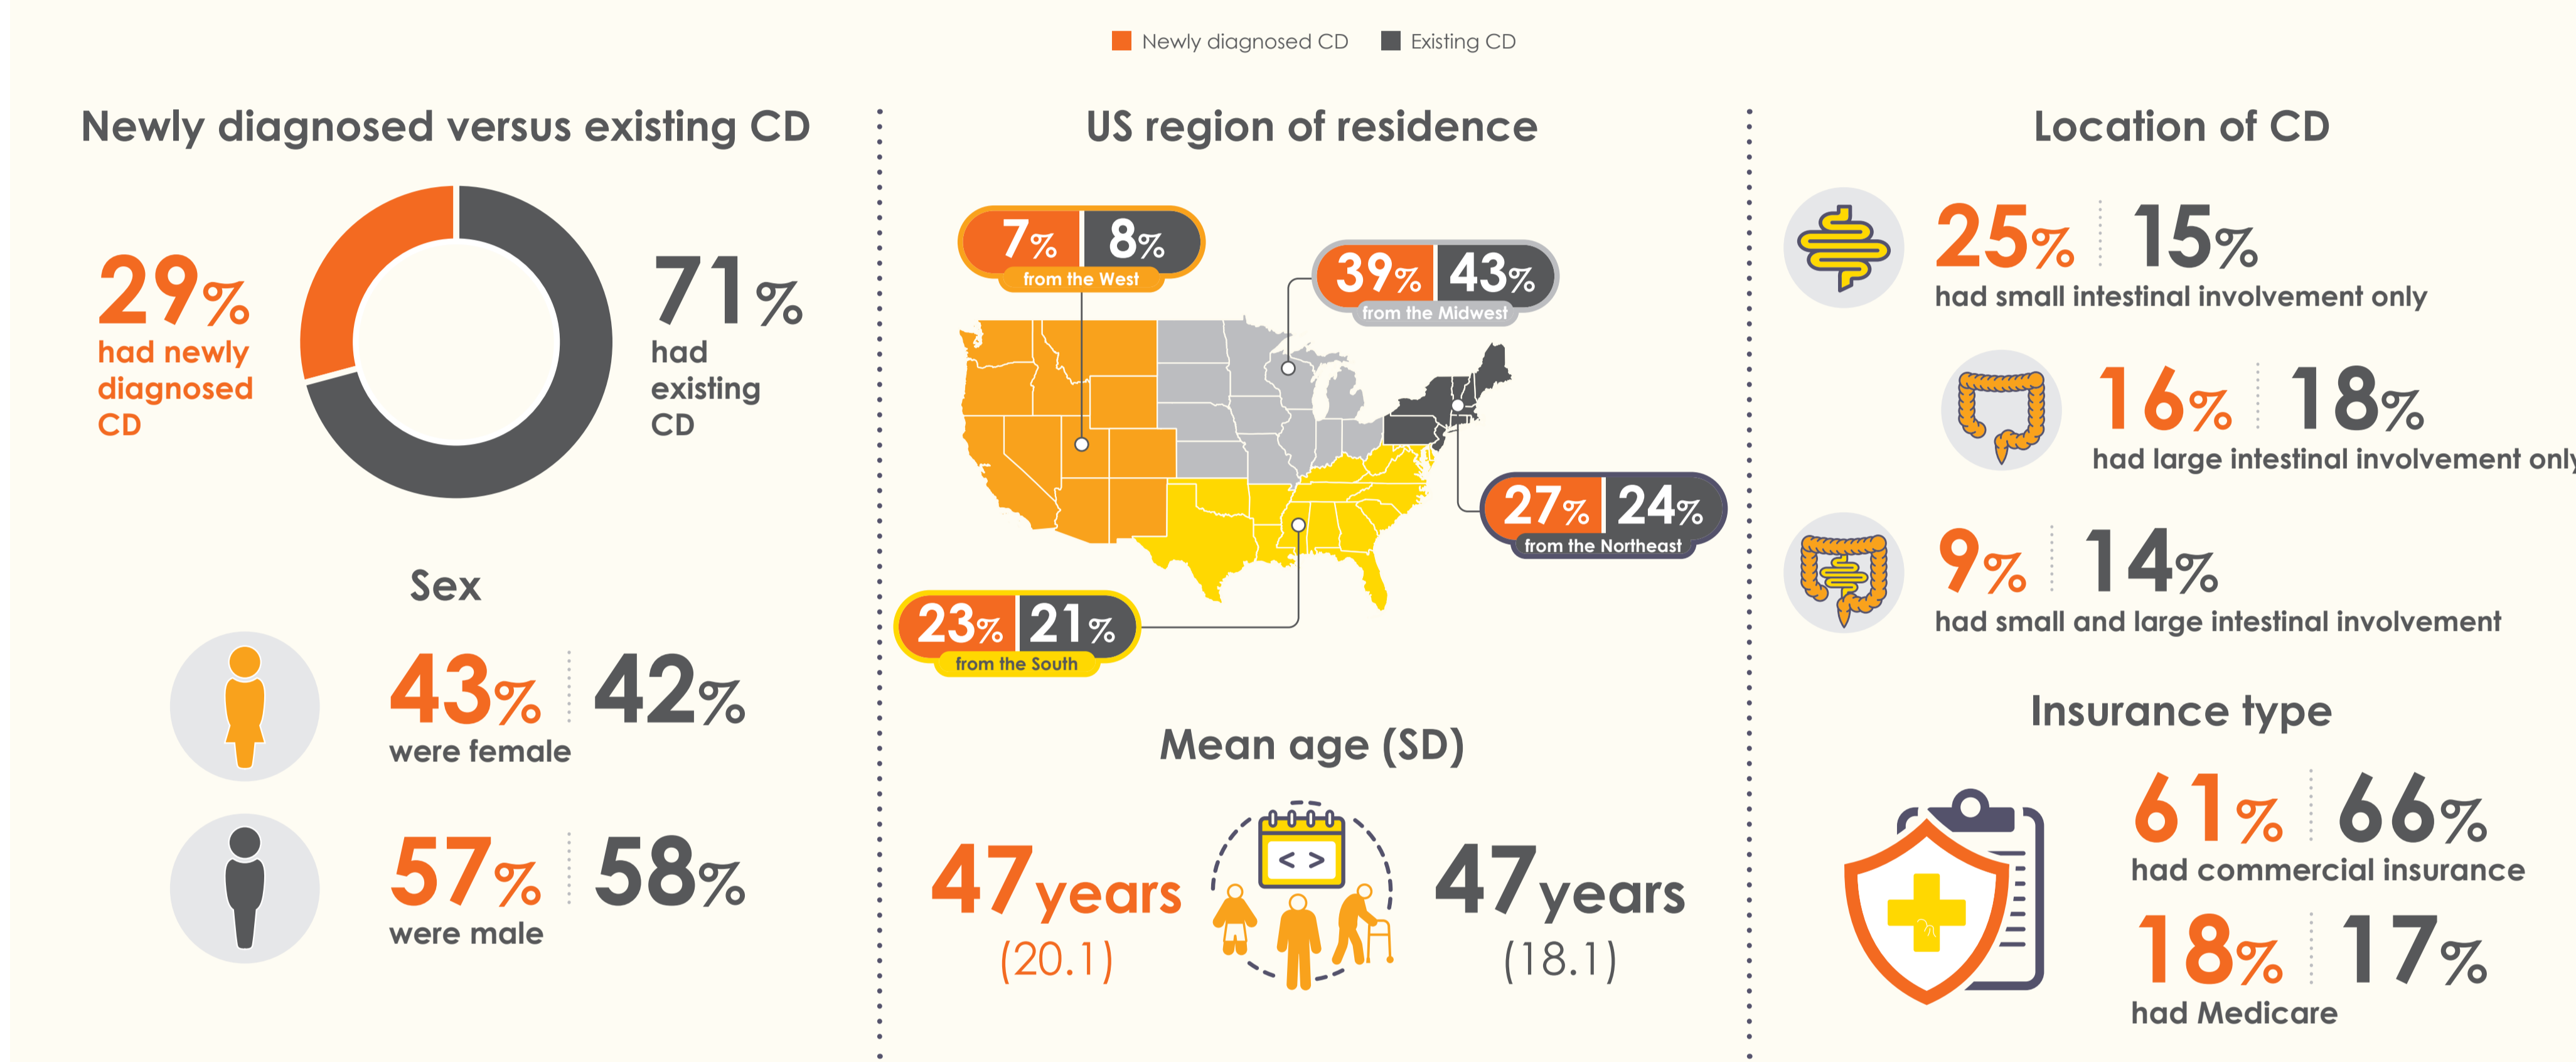 Newly diagnosed CD
Existing CD
Newly diagnosed versus existing CD
29%
had newly
diagnosed
CD
71%
had
existing
CD
Sex
43% 42%
were female
57% 58%
were male
US region of residence
7% 8%
from the West
39% 43%
from the Midwest
27% 24%
from the Northeast
23% 21%
from the South
Mean age (SD)
47 years
(20.1)
< >
47 years
(18.1)
Location of CD
25% 15%
had small intestinal involvement only
16% 18%
had large intestinal involvement only
9% 14%
had small and large intestinal involvement
Insurance type
61% 66%
had commercial insurance
18% 17%
had Medicare